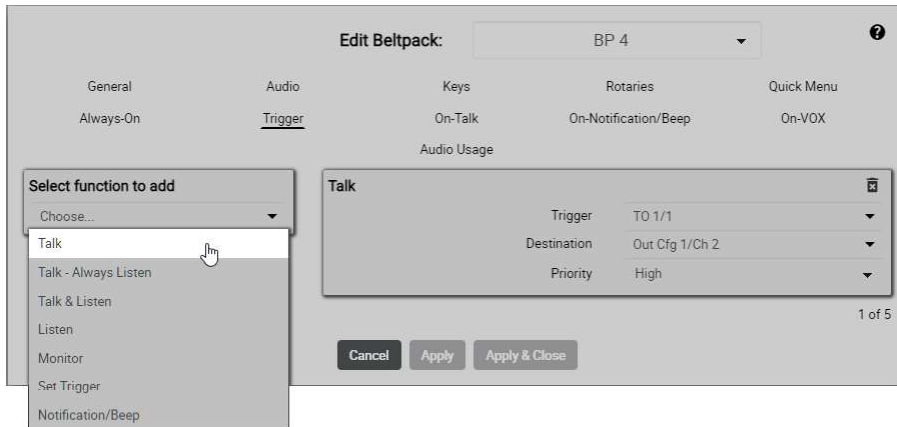 Edit Beltpack: BP 4
General Audio Keys Rotaries Quick Menu
Always-On Trigger On-Talk On-Notification/Beep On-VOX
Audio Usage
Select function to add
Choose...
Talk
Talk - Always Listen
Talk & Listen
Listen
Monitor
Set Trigger
Notification/Beep
Talk
Trigger TO 1/1
Destination Out Cfg 1/Ch 2
Priority High
1 of 5
Cancel Apply Apply & Close